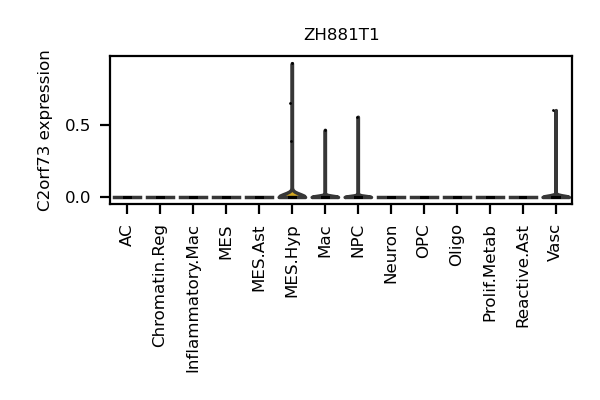 ZH881T1
C2orf73 expression
0.5
0.0
AC
Chromatin.Reg
Inflammatory.Mac
MES
MES.Ast
MES.Hyp
Mac
NPC
Neuron
OPC
Oligo
Prolif.Metab
Reactive.Ast
Vasc